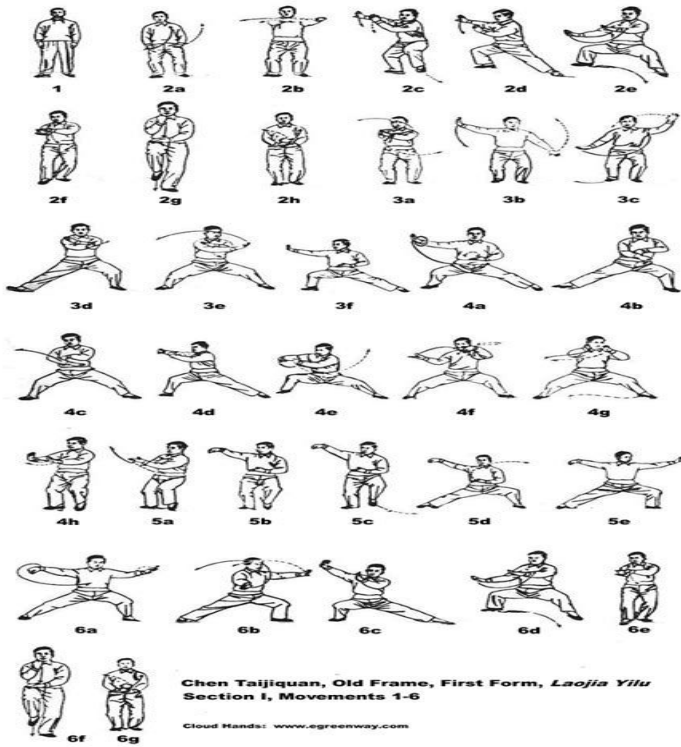 1 2a 2b 2c 2d 2e
2f 2g 2h 3a 3b 3c
3d 3e 3f 4a 4b
4c 4d 4e 4f 4g
4h 5a 5b 5c 5d 5e
6a 6b 6c 6d 6e
6f 6g
Chen Taijiquan, Old Frame, First Form, Laojia Yilu
Section I, Movements 1-6
Cloud Hands: www.egreenway.com